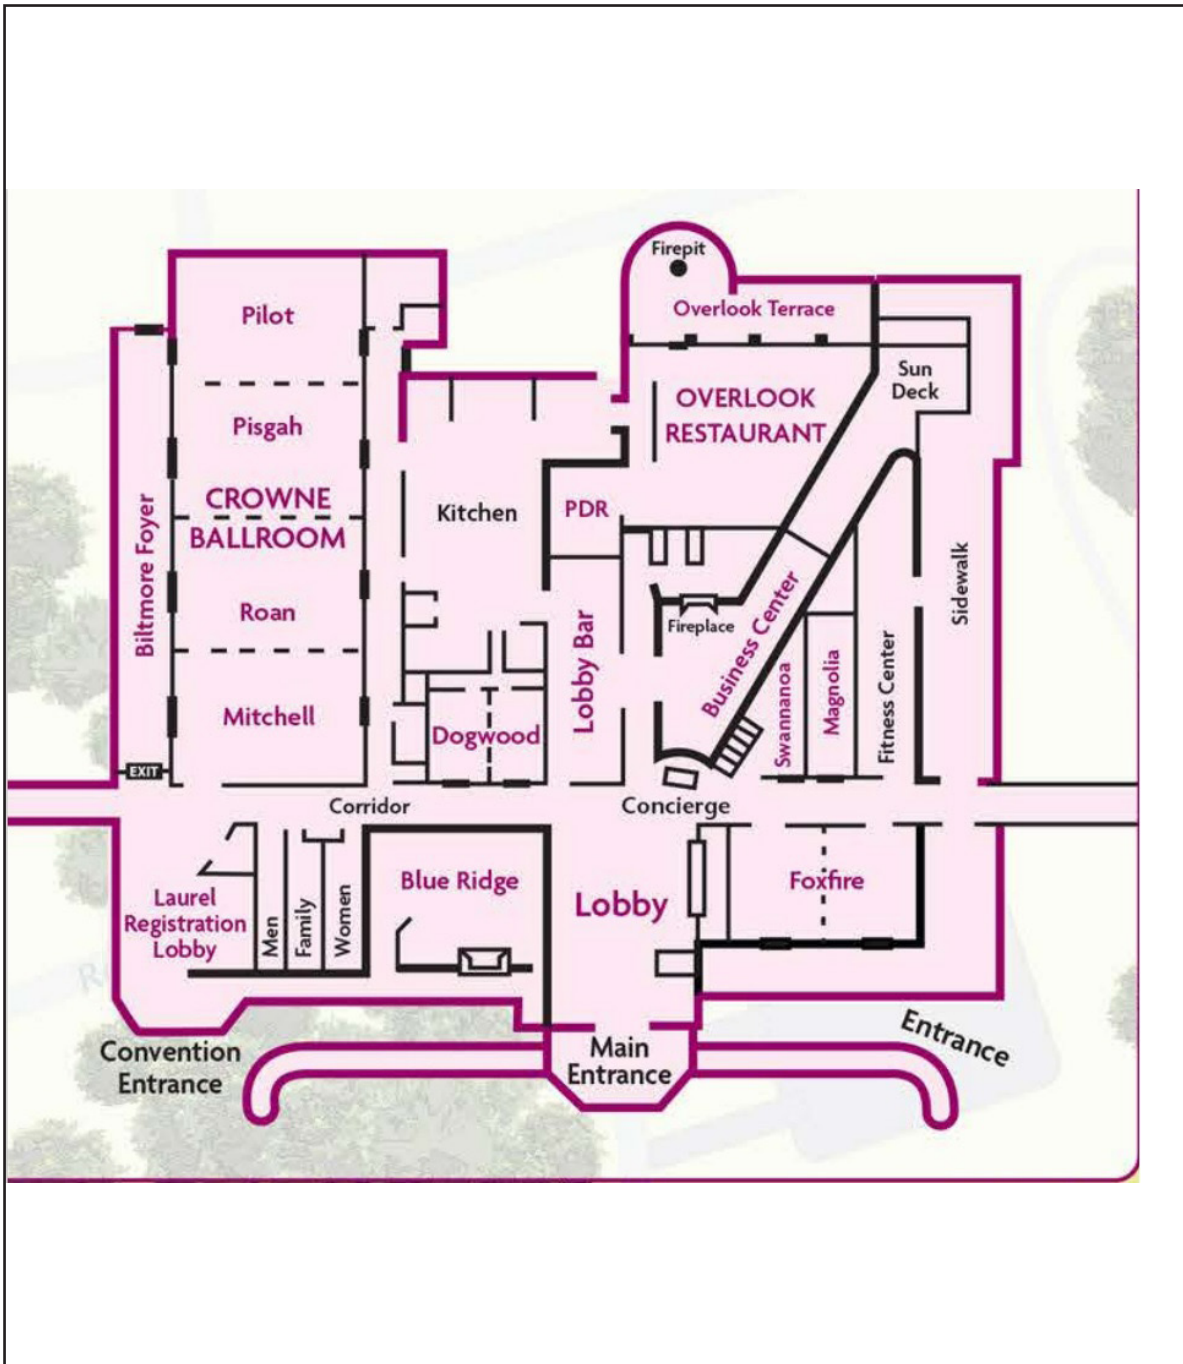 Firepit
Overlook Terrace
Pilot
Sun
Deck
OVERLOOK
RESTAURANT
Pisgah
CROWNE
BALLROOM
Kitchen
PDR
Biltmore Foyer
Sidewalk
Roan
Fireplace
Business Center
Lobby Bar
Swannanoa
Magnolia
Fitness Center
Mitchell
Dogwood
EXIT
Corridor
Concierge
Laurel
Registration
Lobby
Men
Family
Women
Blue Ridge
Lobby
Foxfire
Convention
Entrance
Main
Entrance
Entrance